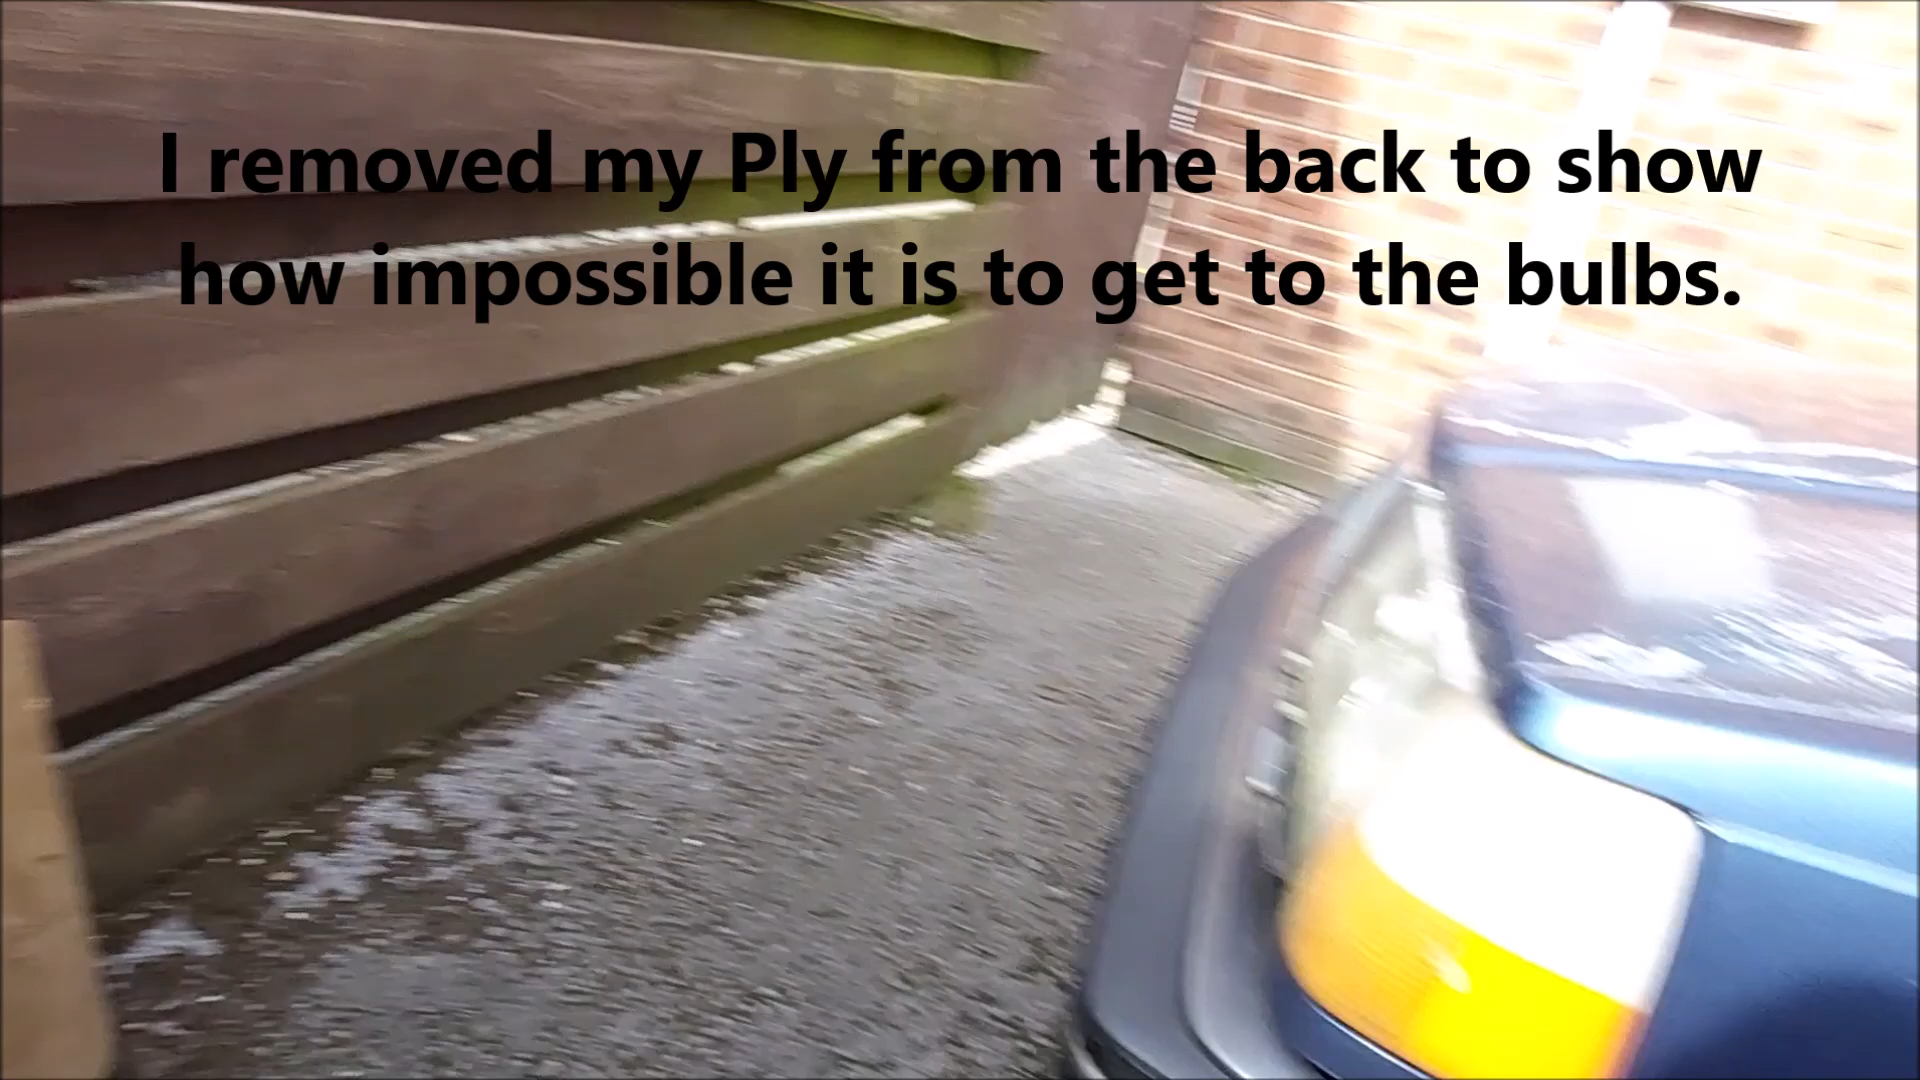 I removed my Ply from the back to show
how impossible it is to get to the bulbs.